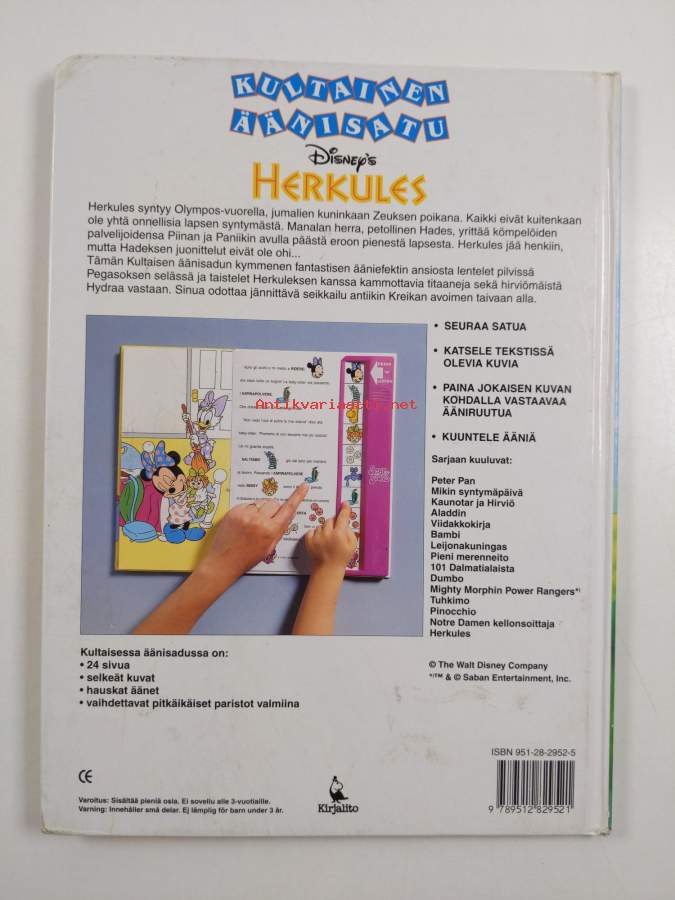 KULTAINEN
ÄÄNISATU
DISNEY'S
HERKULES
Herkules syntyy Olympos-vuorella, jumalien kuninkaan Zeuksen poikana. Kaikki eivät kuitenkaan
ole yhtä onnellisia lapsen syntymästä. Manalan herra, petollinen Hades, yrittää kömpelöiden
palvelijoidensa Piinan ja Paniikin avulla päästä eroon pienestä lapsesta. Herkules jää henkiin,
mutta Hadeksen juonittelut eivät ole ohi...
Tämän Kultaisen äänisadun kymmenen fantastisen ääniefektin ansiosta lentelet pilvissä
Pegasoksen selässä ja taistelet Herkuleksen kanssa kammottavia titaaneja sekä hirviömäistä
Hydraa vastaan. Sinua odottaa jännittävä seikkailu antiikin Kreikan avoimen taivaan alla.
• SEURAA SATUA
• KATSELE TEKSTISSÄ
OLEVIA KUVIA
• PAINA JOKAISEN KUVAN
KOHDALLA VASTAAVAA
ÄÄNIRUUTUA
• KUUNTELE ÄÄNIÄ
Antikvariaatti.net
ASPIRAPOLVERE
SALTARE
Sarjaan kuuluvat:
Peter Pan
Mikin syntymäpäivä
Kaunotar ja Hirviö
Aladdin
Viidakkokirja
Bambi
Leijonakuningas
Pieni merenneito
101 Dalmatialaista
Dumbo
Mighty Morphin Power Rangers*)
Tuhkimo
Pinocchio
Notre Damen kellonsoittaja
Herkules
Kultaisessa äänisadussa on:
• 24 sivua
• selkeät kuvat
• hauskat äänet
• vaihdettavat pitkäikäiset paristot valmiina
© The Walt Disney Company
*/™ & © Saban Entertainment, Inc.
ISBN 951-28-2952-5
9 789512 829521
CE
Varoitus: Sisältää pieniä osia. Ei sovellu alle 3-vuotiaille.
Varning: Innehåller små delar. Ej lämplig för barn under 3 år.
Kirjalito